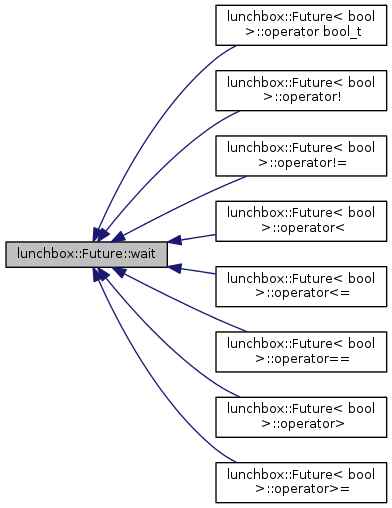 lunchbox::Future< bool
>::operator bool_t
lunchbox::Future< bool
>::operator!
lunchbox::Future< bool
>::operator!=
lunchbox::Future< bool
>::operator<
lunchbox::Future::wait
lunchbox::Future< bool
>::operator<=
lunchbox::Future< bool
>::operator==
lunchbox::Future< bool
>::operator>
lunchbox::Future< bool
>::operator>=